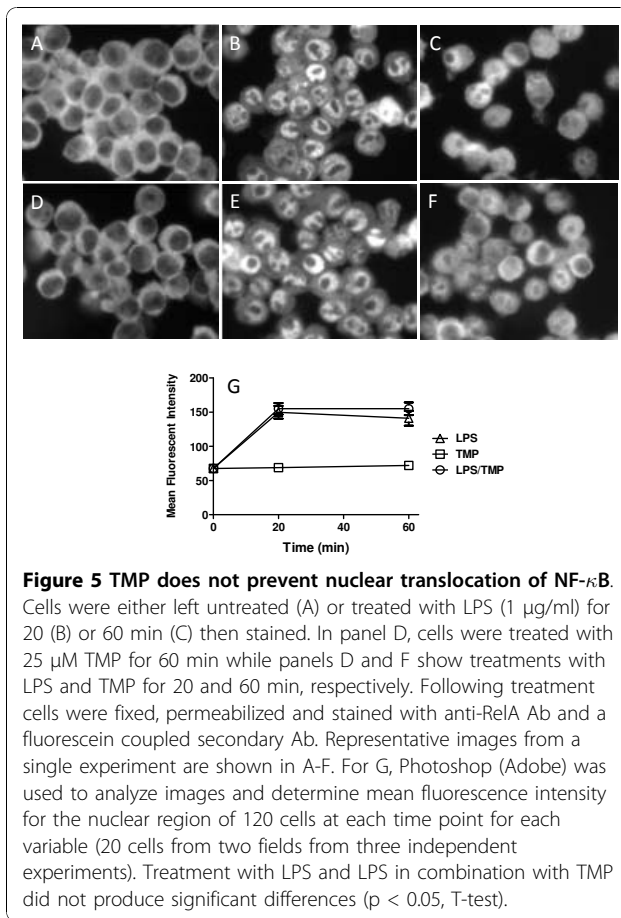 A
B
C
D
E
F
G
200
150
100
50
0
Mean Fluorescent Intensity
0 20 40 60
Time (min)
LPS
TMP
LPS/TMP
Figure 5 TMP does not prevent nuclear translocation of NF-κB.
Cells were either left untreated (A) or treated with LPS (1 μg/ml) for
20 (B) or 60 min (C) then stained. In panel D, cells were treated with
25 μM TMP for 60 min while panels D and F show treatments with
LPS and TMP for 20 and 60 min, respectively. Following treatment
cells were fixed, permeabilized and stained with anti-RelA Ab and a
fluorescein coupled secondary Ab. Representative images from a
single experiment are shown in A-F. For G, Photoshop (Adobe) was
used to analyze images and determine mean fluorescence intensity
for the nuclear region of 120 cells at each time point for each
variable (20 cells from two fields from three independent
experiments). Treatment with LPS and LPS in combination with TMP
did not produce significant differences (p < 0.05, T-test).